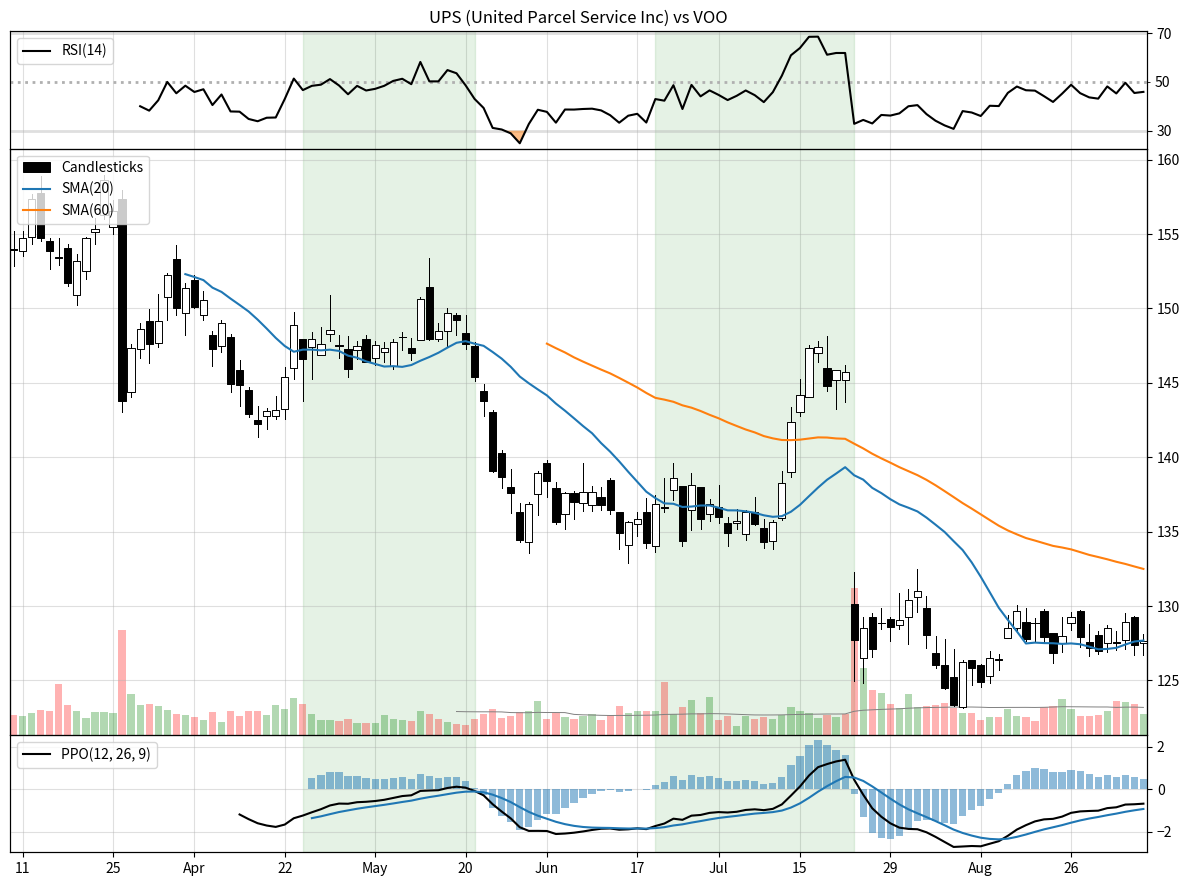 UPS (United Parcel Service Inc) vs VOO
RSI(14)
70
50
30
Candlesticks
SMA(20)
SMA(60)
160
155
150
145
140
135
130
125
PPO(12, 26, 9)
2
0
−2
11 25 Apr 22 May 20 Jun 17 Jul 15 29 Aug 26